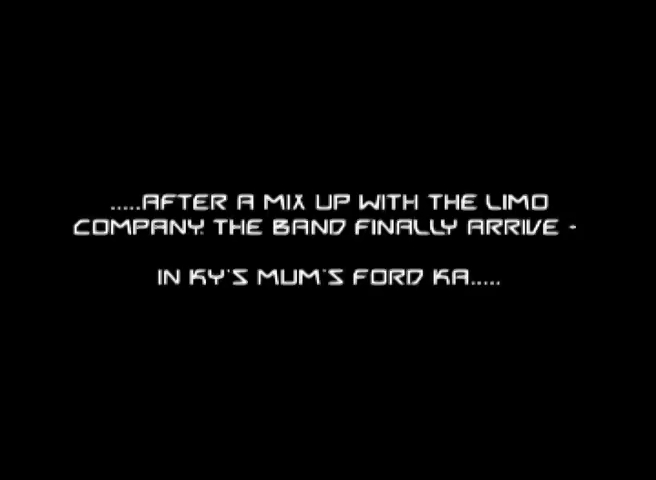 .....AFTER A MIX UP WITH THE LIMO
COMPANY. THE BAND FINALLY ARRIVE -
IN KY'S MUM'S FORD KA.....